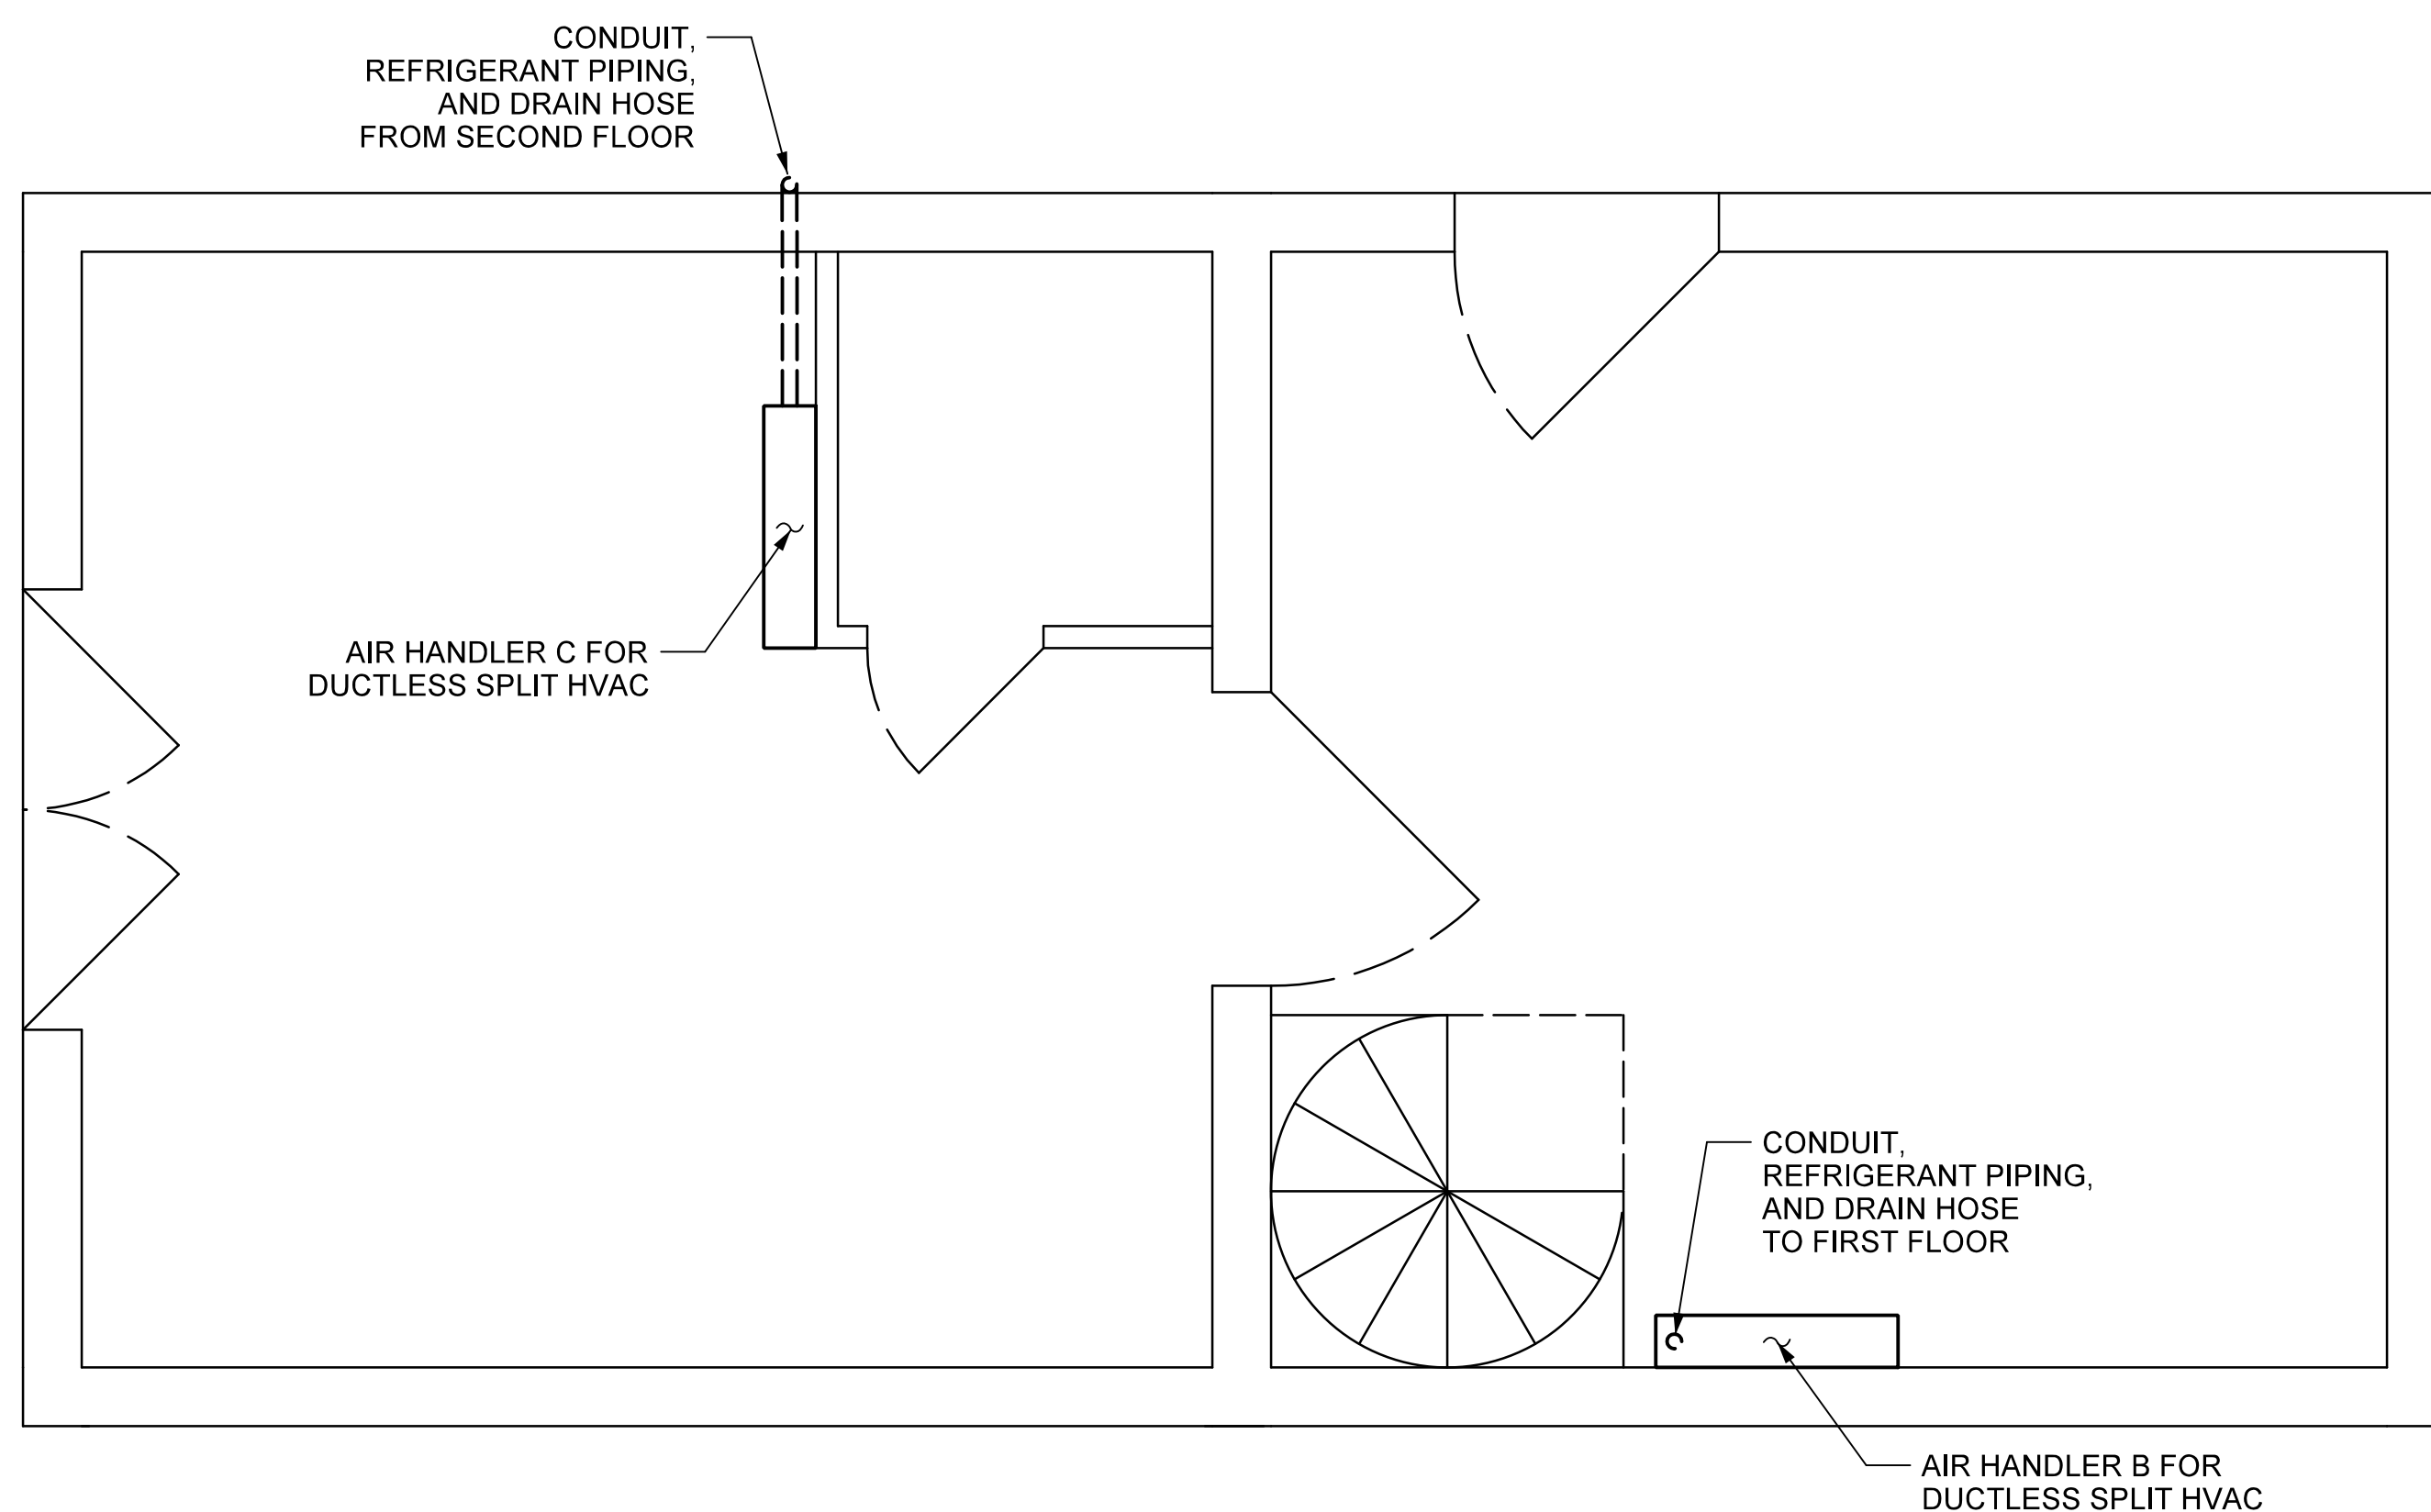 CONDUIT,
REFRIGERANT PIPING,
AND DRAIN HOSE
FROM SECOND FLOOR
AIR HANDLER C FOR
DUCTLESS SPLIT HVAC
CONDUIT,
REFRIGERANT PIPING,
AND DRAIN HOSE
TO FIRST FLOOR
AIR HANDLER B FOR
DUCTLESS SPLIT HVAC